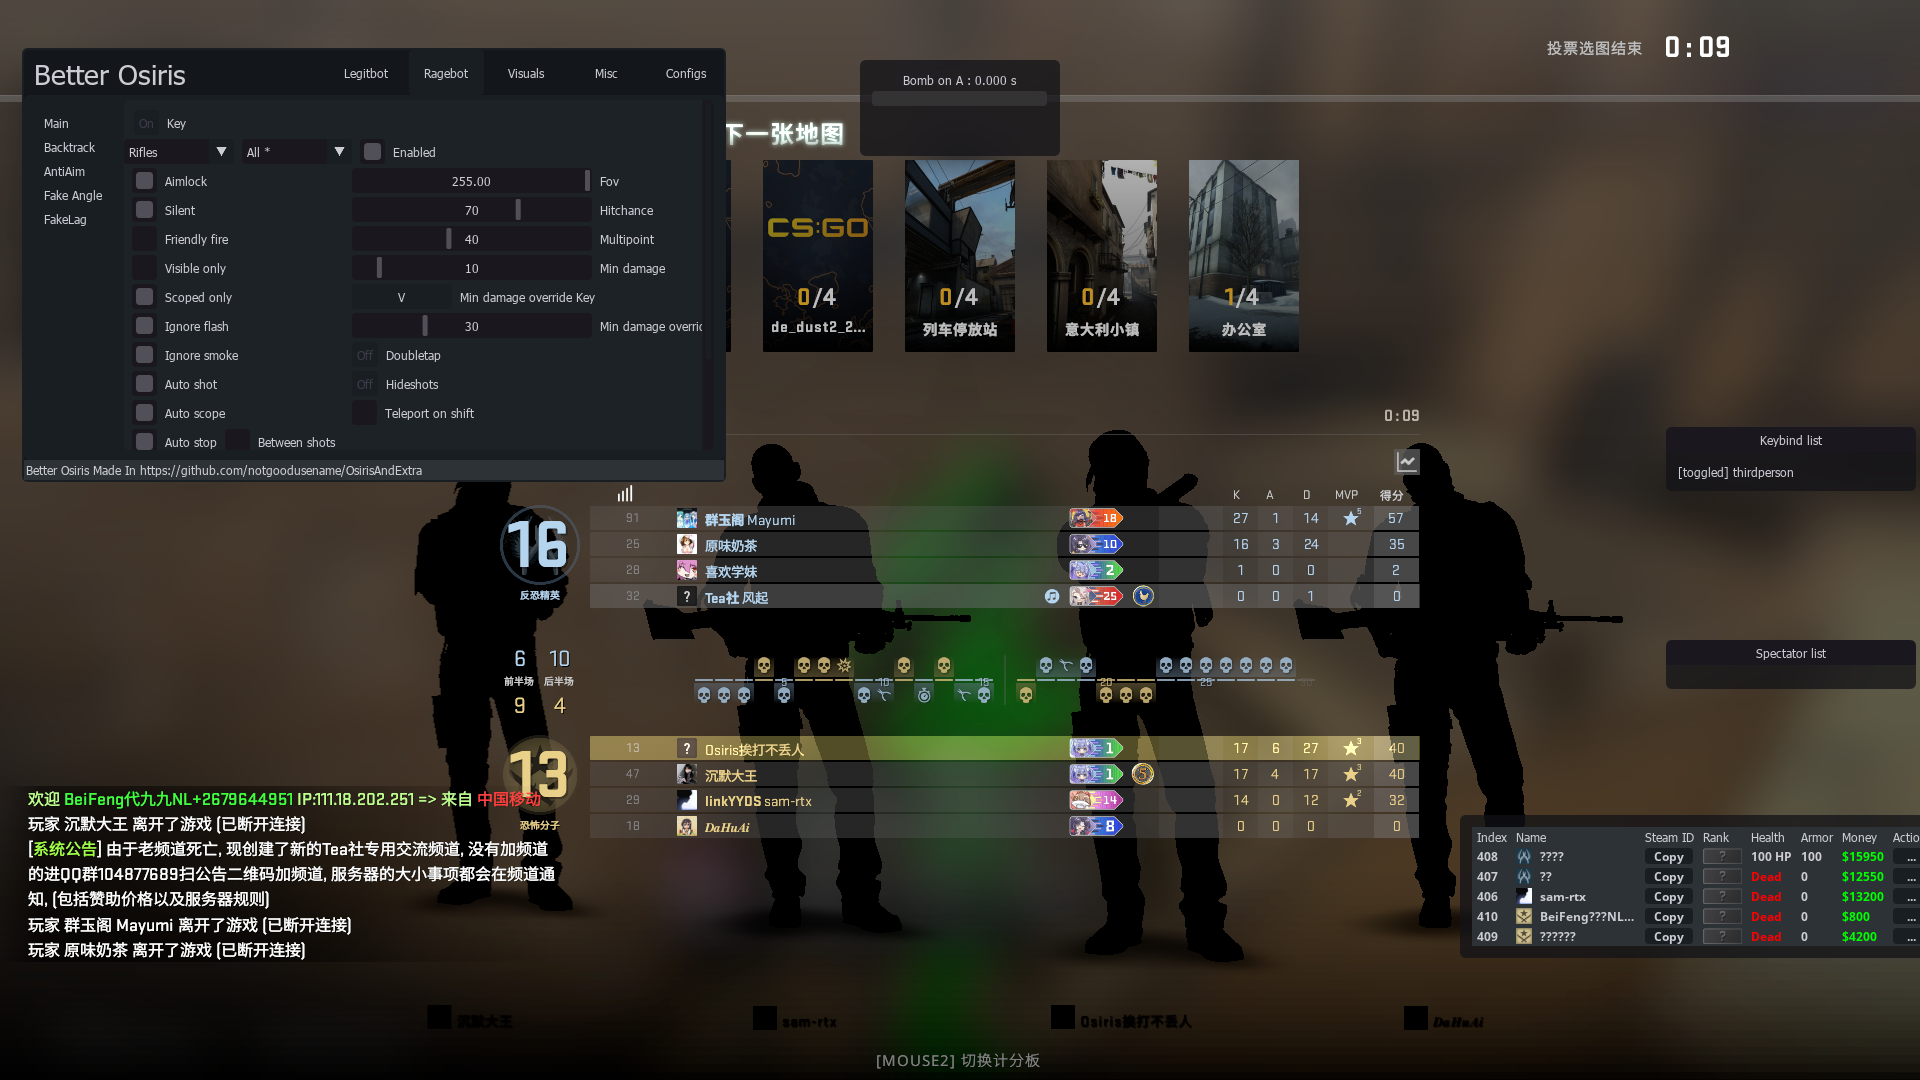 投票选图结束 0:09
Better Osiris
Legitbot Ragebot Visuals Misc Configs
Bomb on A : 0.000 s
Main
Backtrack
AntiAim
Fake Angle
FakeLag
On Key
Rifles All * Enabled
Aimlock 255.00 Fov
Silent 70 Hitchance
Friendly fire 40 Multipoint
Visible only 10 Min damage
Scoped only V Min damage override Key
Ignore flash 30 Min damage overric
Ignore smoke Off Doubletap
Auto shot Off Hideshots
Auto scope Teleport on shift
Auto stop Between shots
Better Osiris Made In https://github.com/notgoodusename/OsirisAndExtra
下一张地图
CS:GO
0/4 0/4 0/4 1/4
de_dust2_2... 列车停放站 意大利小镇 办公室
0:09
Keybind list
[toggled] thirdperson
K A D MVP 得分
16
反恐精英
91 群玉阁 Mayumi 18 27 1 14 5 57
25 原味奶茶 10 16 3 24 35
28 喜欢学妹 2 1 0 0 2
32 ? Tea社 风起 25 0 0 1 0
6 10
前半场 后半场
9 4
5 10 15 20 25 30
Spectator list
13
恐怖分子
13 ? Osiris挨打不丢人 1 17 6 27 3 40
47 沉默大王 1 5 17 4 17 3 40
29 linkYYDS sam-rtx 14 14 0 12 2 32
18 DaHuAi 8 0 0 0 0
欢迎 BeiFeng代九九NL+2679644951 IP:111.18.202.251 => 来自 中国移动
玩家 沉默大王 离开了游戏 (已断开连接)
[系统公告] 由于老频道死亡, 现创建了新的Tea社专用交流频道, 没有加频道
的进QQ群104877689扫公告二维码加频道, 服务器的大小事项都会在频道通
知, (包括赞助价格以及服务器规则)
玩家 群玉阁 Mayumi 离开了游戏 (已断开连接)
玩家 原味奶茶 离开了游戏 (已断开连接)
Index Name Steam ID Rank Health Armor Money Actio
408 ???? Copy ? 100 HP 100 $15950 ...
407 ?? Copy ? Dead 0 $12550 ...
406 sam-rtx Copy ? Dead 0 $13200 ...
410 BeiFeng???NL... Copy ? Dead 0 $800 ...
409 ?????? Copy ? Dead 0 $4200 ...
沉默大王 sam-rtx Osiris挨打不丢人 DaHuAi
[MOUSE2] 切换计分板